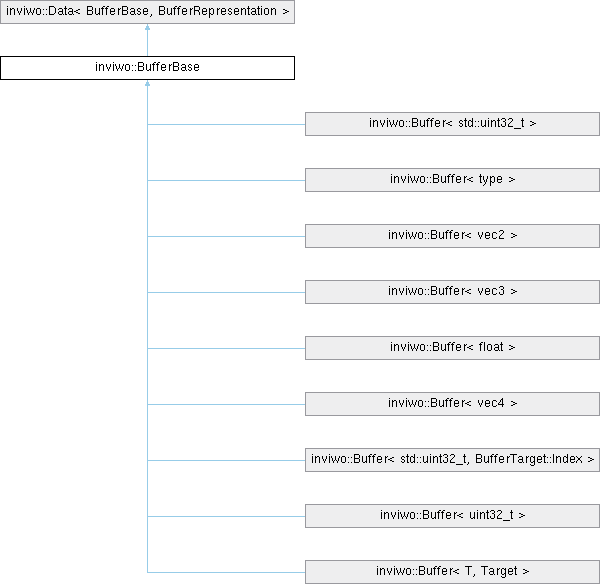 inviwo::Data< BufferBase, BufferRepresentation >
inviwo::BufferBase
inviwo::Buffer< std::uint32_t >
inviwo::Buffer< type >
inviwo::Buffer< vec2 >
inviwo::Buffer< vec3 >
inviwo::Buffer< float >
inviwo::Buffer< vec4 >
inviwo::Buffer< std::uint32_t, BufferTarget::Index >
inviwo::Buffer< uint32_t >
inviwo::Buffer< T, Target >